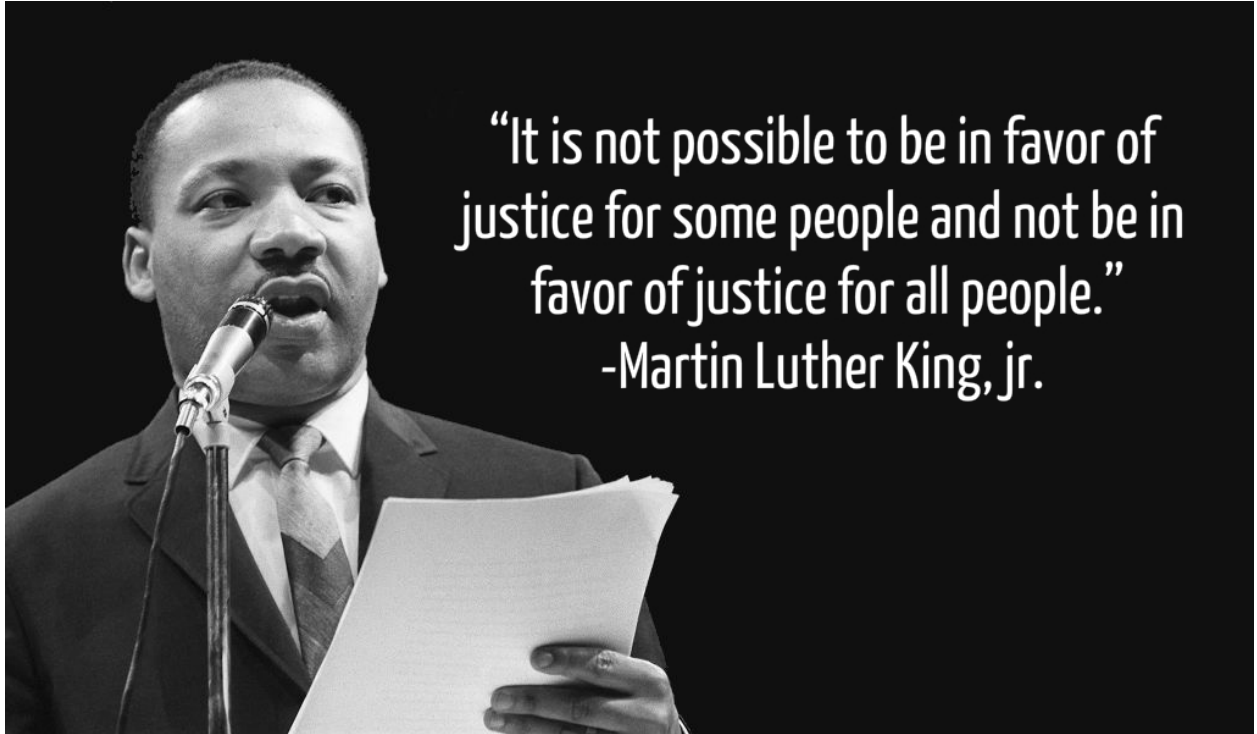 “It is not possible to be in favor of
justice for some people and not be in
favor of justice for all people.”
-Martin Luther King, jr.